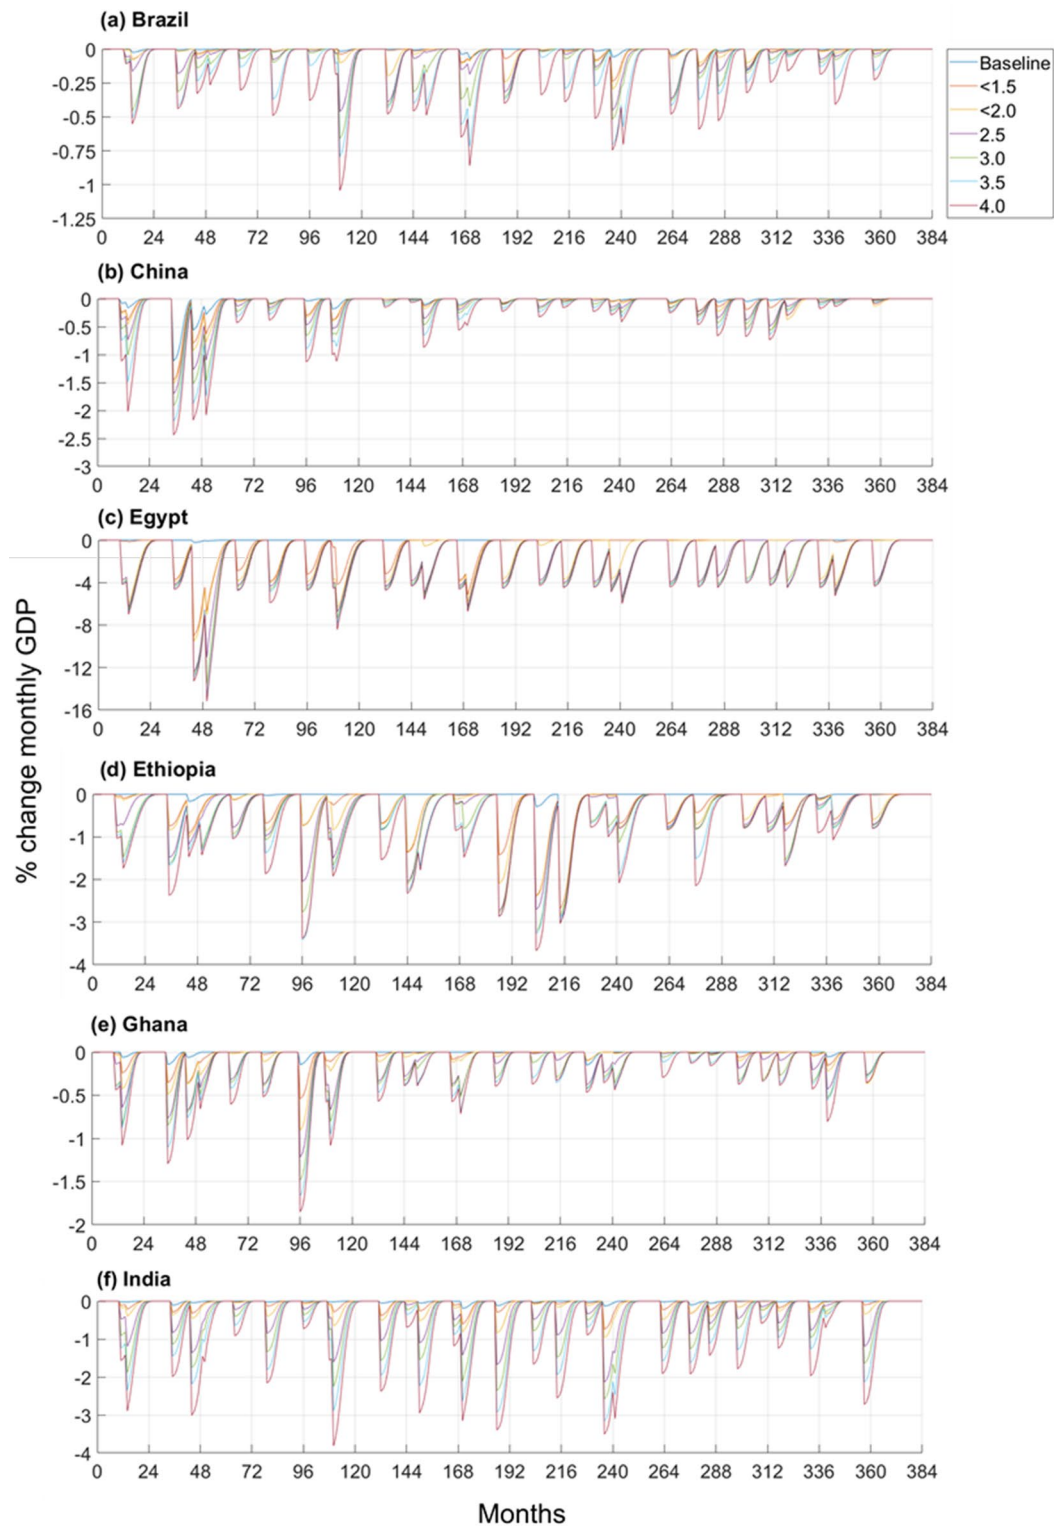 (a) Brazil
0
-0.25
-0.5
-0.75
-1
-1.25
0 24 48 72 96 120 144 168 192 216 240 264 288 312 336 360 384
Baseline
<1.5
<2.0
2.5
3.0
3.5
4.0
(b) China
0
-0.5
-1
-1.5
-2
-2.5
-3
0 24 48 72 96 120 144 168 192 216 240 264 288 312 336 360 384
(c) Egypt
0
-4
-8
-12
-16
0 24 48 72 96 120 144 168 192 216 240 264 288 312 336 360 384
% change monthly GDP
(d) Ethiopia
0
-1
-2
-3
-4
0 24 48 72 96 120 144 168 192 216 240 264 288 312 336 360 384
(e) Ghana
0
-0.5
-1
-1.5
-2
0 24 48 72 96 120 144 168 192 216 240 264 288 312 336 360 384
(f) India
0
-1
-2
-3
-4
0 24 48 72 96 120 144 168 192 216 240 264 288 312 336 360 384
Months